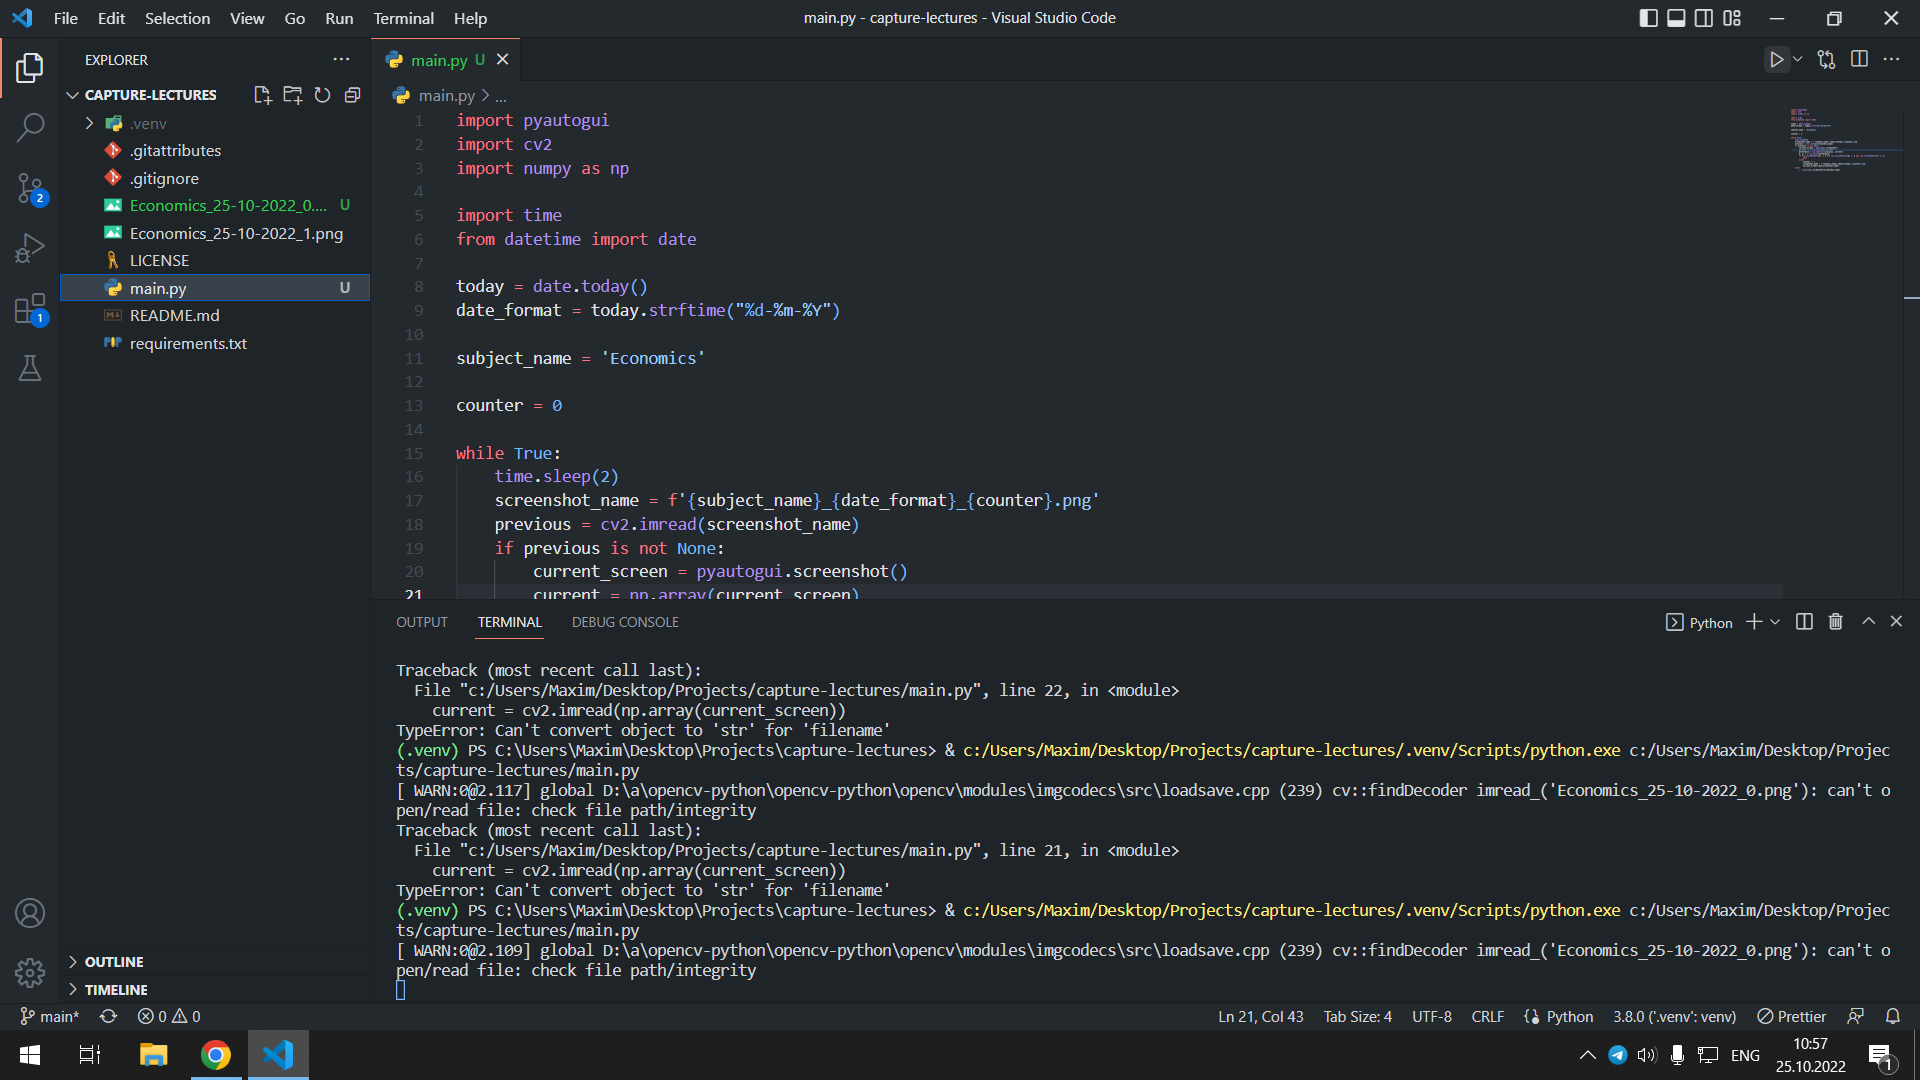 File Edit Selection View Go Run Terminal Help
main.py - capture-lectures - Visual Studio Code
EXPLORER
CAPTURE-LECTURES
.venv
.gitattributes
.gitignore
Economics_25-10-2022_0.... U
Economics_25-10-2022_1.png
LICENSE
main.py U
README.md
requirements.txt
2
1
OUTLINE
TIMELINE
main.py U
main.py > ...
1 import pyautogui
2 import cv2
3 import numpy as np
4
5 import time
6 from datetime import date
7
8 today = date.today()
9 date_format = today.strftime("%d-%m-%Y")
10
11 subject_name = 'Economics'
12
13 counter = 0
14
15 while True:
16 time.sleep(2)
17 screenshot_name = f'{subject_name}_{date_format}_{counter}.png'
18 previous = cv2.imread(screenshot_name)
19 if previous is not None:
20 current_screen = pyautogui.screenshot()
21 current = np.array(current_screen)
OUTPUT TERMINAL DEBUG CONSOLE
Python
Traceback (most recent call last):
File "c:/Users/Maxim/Desktop/Projects/capture-lectures/main.py", line 22, in <module>
current = cv2.imread(np.array(current_screen))
TypeError: Can't convert object to 'str' for 'filename'
(.venv) PS C:\Users\Maxim\Desktop\Projects\capture-lectures> & c:/Users/Maxim/Desktop/Projects/capture-lectures/.venv/Scripts/python.exe c:/Users/Maxim/Desktop/Projec
ts/capture-lectures/main.py
[ WARN:0@2.117] global D:\a\opencv-python\opencv-python\opencv\modules\imgcodecs\src\loadsave.cpp (239) cv::findDecoder imread_('Economics_25-10-2022_0.png'): can't o
pen/read file: check file path/integrity
Traceback (most recent call last):
File "c:/Users/Maxim/Desktop/Projects/capture-lectures/main.py", line 21, in <module>
current = cv2.imread(np.array(current_screen))
TypeError: Can't convert object to 'str' for 'filename'
(.venv) PS C:\Users\Maxim\Desktop\Projects\capture-lectures> & c:/Users/Maxim/Desktop/Projects/capture-lectures/.venv/Scripts/python.exe c:/Users/Maxim/Desktop/Projec
ts/capture-lectures/main.py
[ WARN:0@2.109] global D:\a\opencv-python\opencv-python\opencv\modules\imgcodecs\src\loadsave.cpp (239) cv::findDecoder imread_('Economics_25-10-2022_0.png'): can't o
pen/read file: check file path/integrity
main* 0 0
Ln 21, Col 43 Tab Size: 4 UTF-8 CRLF Python 3.8.0 ('.venv': venv) Prettier
ENG
10:57
25.10.2022
1